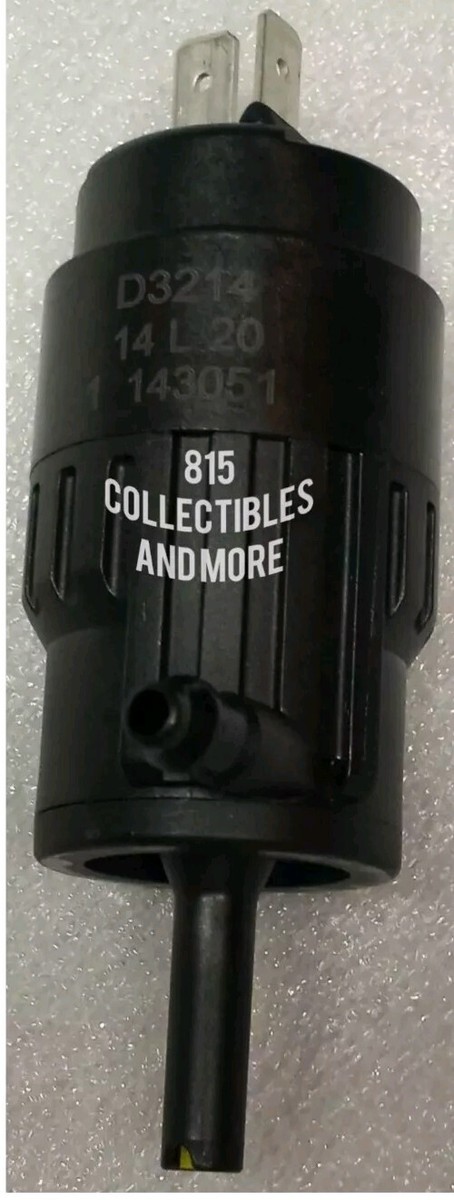 D3214
14 L 20
1 143051
815
COLLECTIBLES
AND MORE